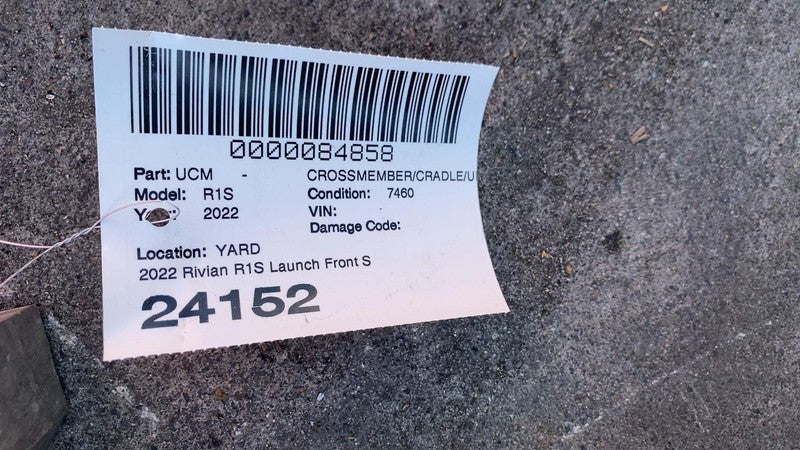 0000084858
Part: UCM - CROSSMEMBER/CRADLE/U
Model: R1S Condition: 7460
2022 VIN:
Damage Code:
Location: YARD
2022 Rivian R1S Launch Front S
24152